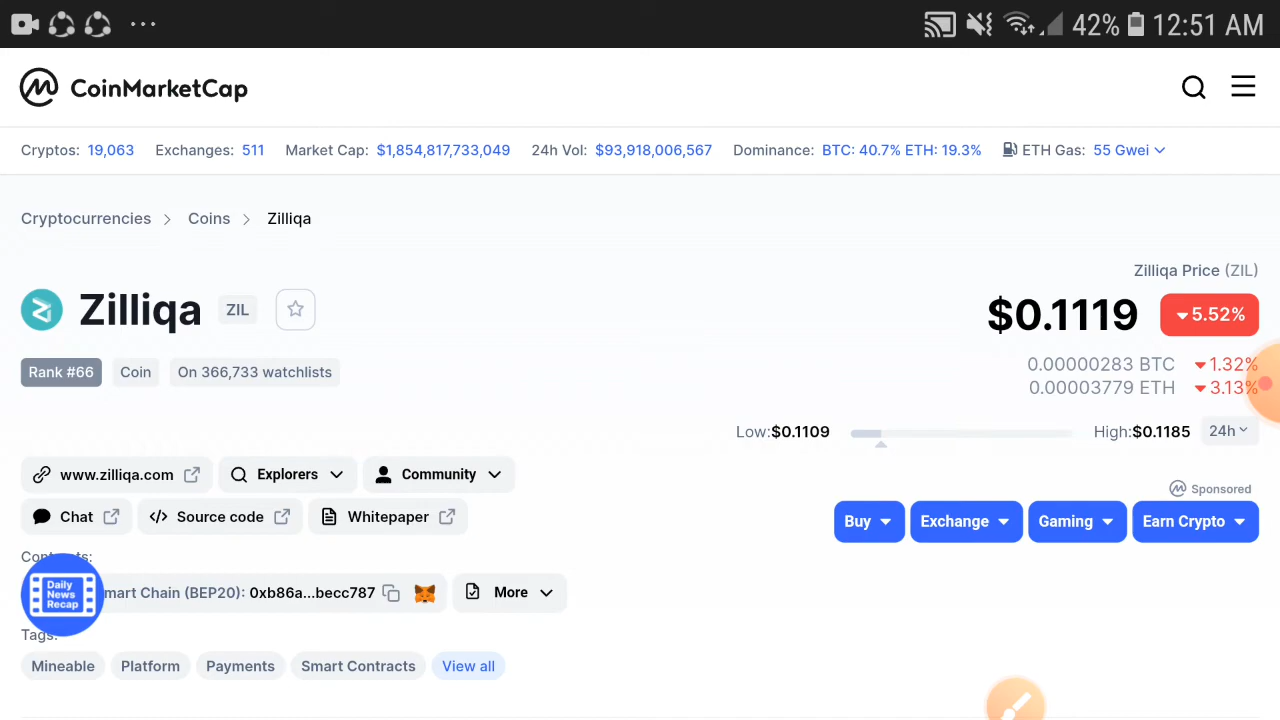 42% 12:51 AM
CoinMarketCap
Cryptos: 19,063 Exchanges: 511 Market Cap: $1,854,817,733,049 24h Vol: $93,918,006,567 Dominance: BTC: 40.7% ETH: 19.3% ETH Gas: 55 Gwei
Cryptocurrencies > Coins > Zilliqa
Zilliqa Price (ZIL)
Zilliqa ZIL $0.1119 5.52%
Rank #66 Coin On 366,733 watchlists
0.00000283 BTC 1.32%
0.00003779 ETH 3.13%
Low:$0.1109 High:$0.1185 24h
www.zilliqa.com Explorers Community
Sponsored
Chat Source code Whitepaper
Buy Exchange Gaming Earn Crypto
Daily
News
Recap
mart Chain (BEP20): 0xb86a...becc787 More
Tags:
Mineable Platform Payments Smart Contracts View all